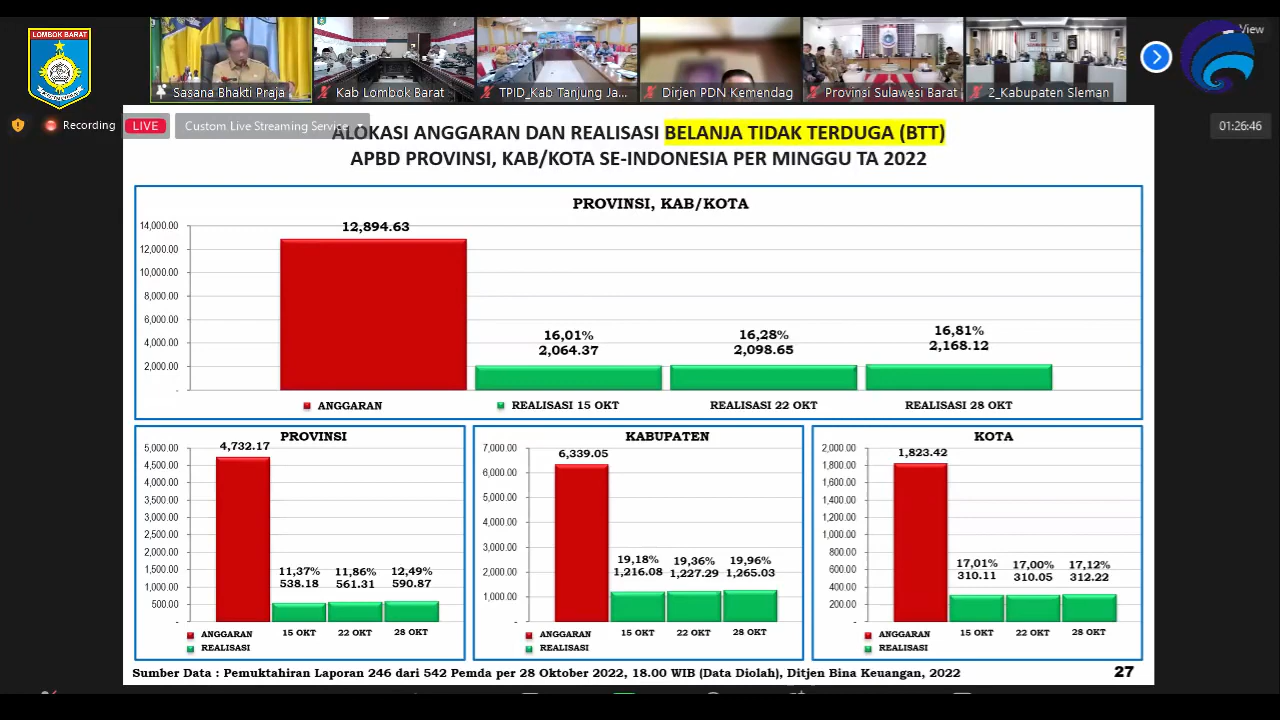 LOMBOK BARAT
View
Sasana Bhakti Praja
Kab Lombok Barat
TPID_Kab Tanjung Ja...
Dirjen PDN Kemendag
Provinsi Sulawesi Barat
2_Kabupaten Sleman
Recording
LIVE
Custom Live Streaming Service
01:26:46
ALOKASI ANGGARAN DAN REALISASI BELANJA TIDAK TERDUGA (BTT)
APBD PROVINSI, KAB/KOTA SE-INDONESIA PER MINGGU TA 2022
PROVINSI, KAB/KOTA
14,000.00
12,000.00
10,000.00
8,000.00
6,000.00
4,000.00
2,000.00
-
12,894.63
16,01%
2,064.37
16,28%
2,098.65
16,81%
2,168.12
ANGGARAN
REALISASI 15 OKT
REALISASI 22 OKT
REALISASI 28 OKT
PROVINSI
5,000.00
4,500.00
4,000.00
3,500.00
3,000.00
2,500.00
2,000.00
1,500.00
1,000.00
500.00
-
4,732.17
11,37%
538.18
11,86%
561.31
12,49%
590.87
15 OKT
22 OKT
28 OKT
ANGGARAN
REALISASI
KABUPATEN
7,000.00
6,000.00
5,000.00
4,000.00
3,000.00
2,000.00
1,000.00
-
6,339.05
19,18%
1,216.08
19,36%
1,227.29
19,96%
1,265.03
15 OKT
22 OKT
28 OKT
ANGGARAN
REALISASI
KOTA
2,000.00
1,800.00
1,600.00
1,400.00
1,200.00
1,000.00
800.00
600.00
400.00
200.00
-
1,823.42
17,01%
310.11
17,00%
310.05
17,12%
312.22
15 OKT
22 OKT
28 OKT
ANGGARAN
REALISASI
Sumber Data : Pemuktahiran Laporan 246 dari 542 Pemda per 28 Oktober 2022, 18.00 WIB (Data Diolah), Ditjen Bina Keuangan, 2022
27